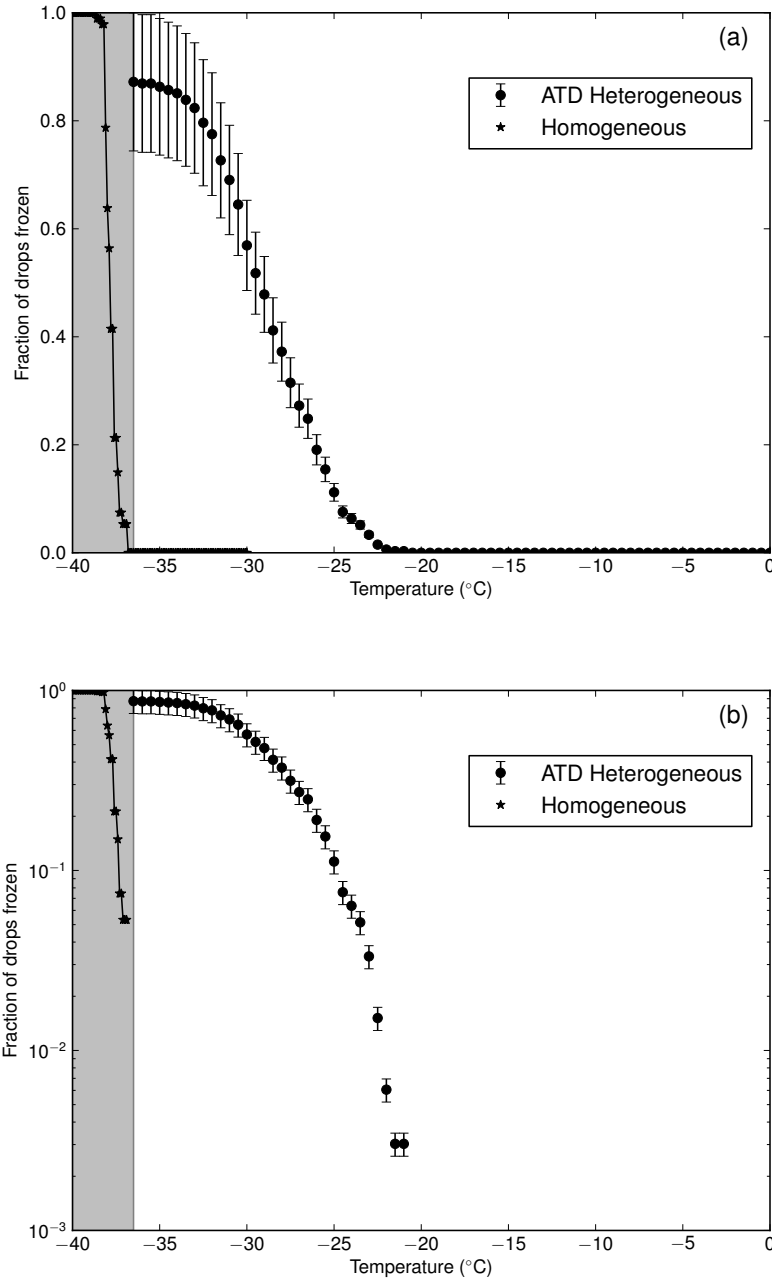 (a)
ATD Heterogeneous
Homogeneous
Fraction of drops frozen
1.0
0.8
0.6
0.4
0.2
0.0
−40 −35 −30 −25 −20 −15 −10 −5 0
Temperature (°C)
(b)
ATD Heterogeneous
Homogeneous
Fraction of drops frozen
10⁰
10⁻¹
10⁻²
10⁻³
−40 −35 −30 −25 −20 −15 −10 −5 0
Temperature (°C)